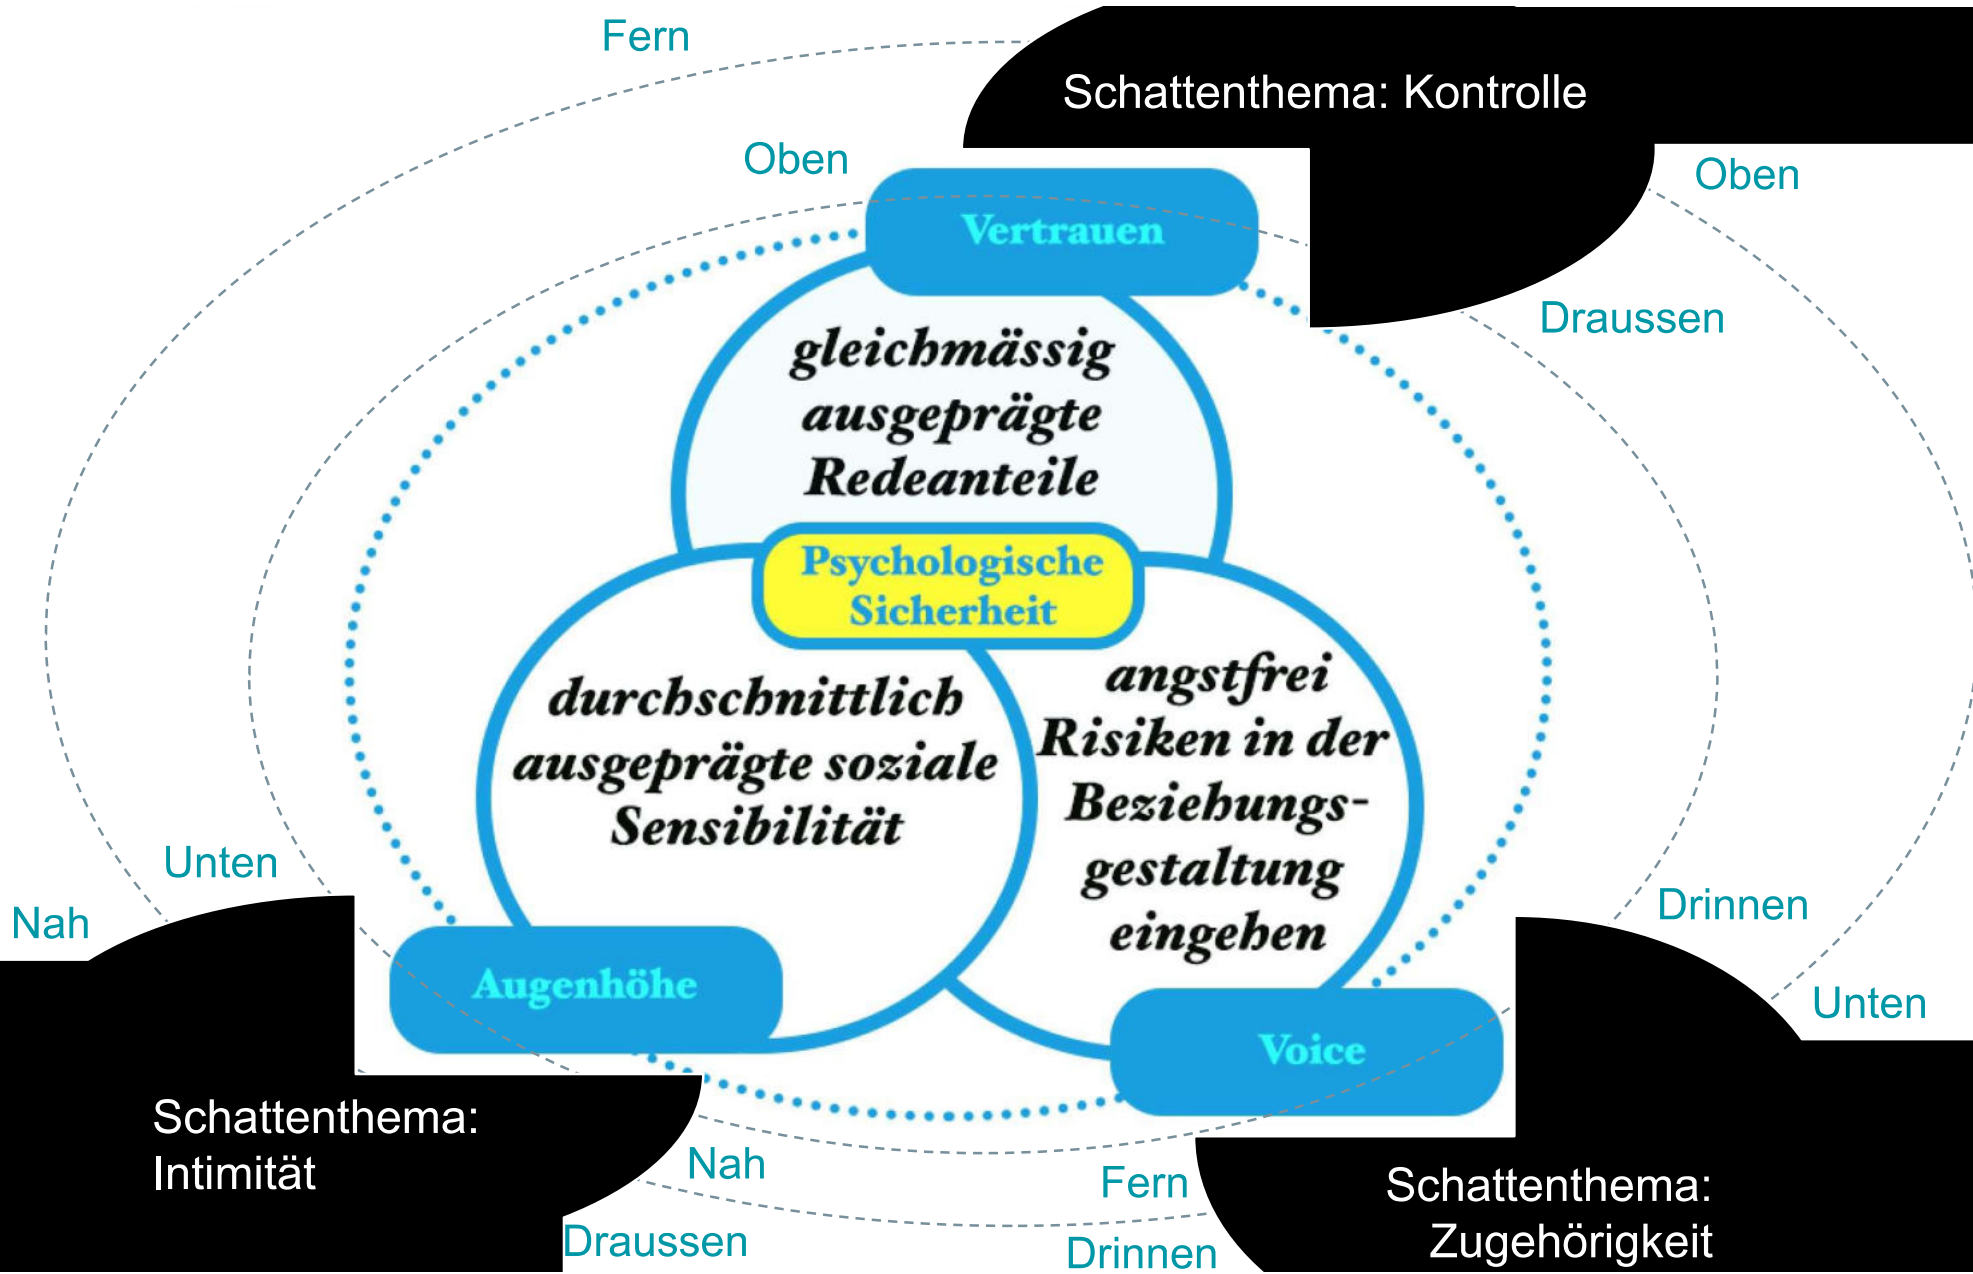 Fern
Schattenthema: Kontrolle
Oben
Oben
Vertrauen
Draussen
gleichmässig
ausgeprägte
Redeanteile
Psychologische
Sicherheit
durchschnittlich
ausgeprägte soziale
Sensibilität
angstfrei
Risiken in der
Beziehungs-
gestaltung
eingehen
Unten
Nah
Drinnen
Unten
Augenhöhe
Voice
Schattenthema:
Intimität
Nah
Fern
Schattenthema:
Zugehörigkeit
Draussen
Drinnen